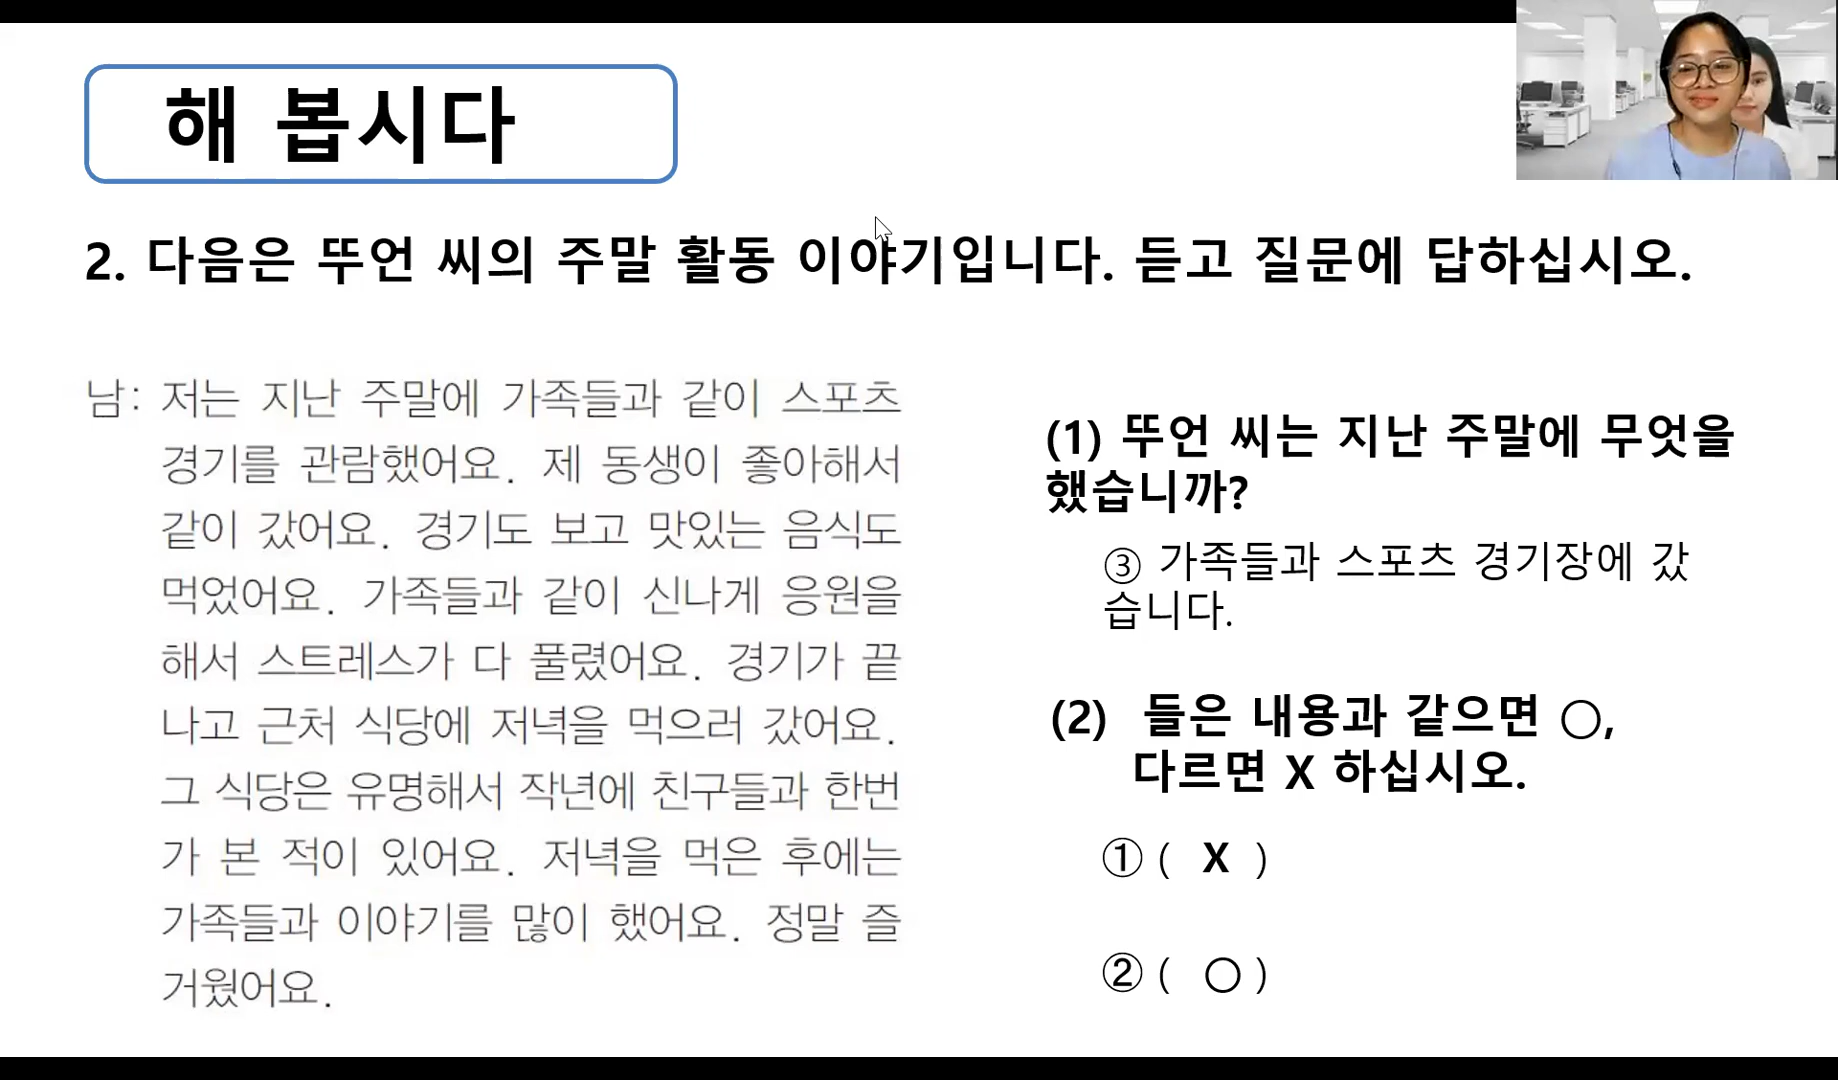 해 봅시다
2. 다음은 뚜언 씨의 주말 활동 이야기입니다. 듣고 질문에 답하십시오.
남: 저는 지난 주말에 가족들과 같이 스포츠
경기를 관람했어요. 제 동생이 좋아해서
같이 갔어요. 경기도 보고 맛있는 음식도
먹었어요. 가족들과 같이 신나게 응원을
해서 스트레스가 다 풀렸어요. 경기가 끝
나고 근처 식당에 저녁을 먹으러 갔어요.
그 식당은 유명해서 작년에 친구들과 한번
가 본 적이 있어요. 저녁을 먹은 후에는
가족들과 이야기를 많이 했어요. 정말 즐
거웠어요.
(1) 뚜언 씨는 지난 주말에 무엇을
했습니까?
③ 가족들과 스포츠 경기장에 갔
습니다.
(2) 들은 내용과 같으면 ○,
다르면 X 하십시오.
① ( X )
② ( ○ )